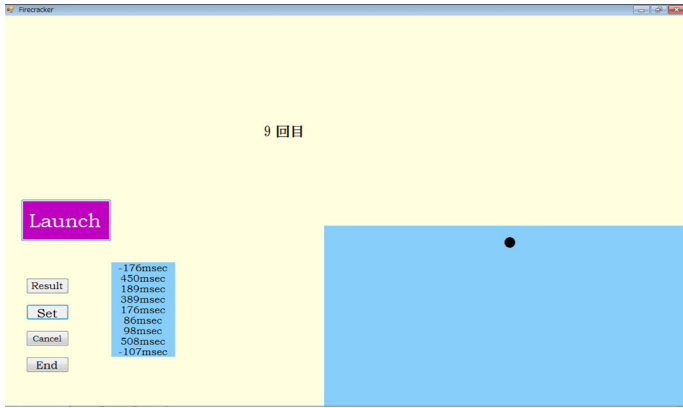 Firecracker
9 回目
Launch
Result
Set
Cancel
End
-176msec
450msec
189msec
389msec
176msec
86msec
98msec
508msec
-107msec